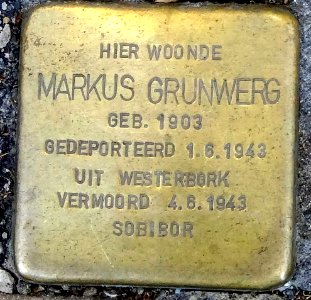 HIER WOONDE
MARKUS GRUNWERG
GEB. 1903
GEDEPORTEERD 1.6.1943
UIT WESTERBORK
VERMOORD 4.6.1943
SOBIBOR